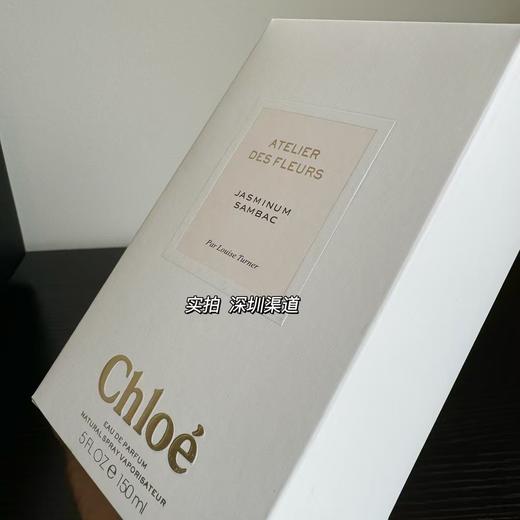 ATELIER
DES FLEURS
JASMINUM
SAMBAC
Par Louise Turner
实拍 深圳渠道
Chloé
EAU DE PARFUM
NATURAL SPRAY VAPORISATEUR
5 FL OZ e 150 ml